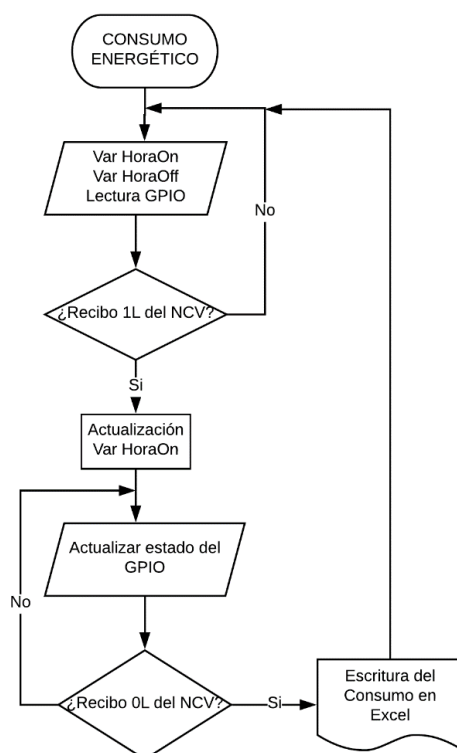 CONSUMO
ENERGÉTICO
Var HoraOn
Var HoraOff
Lectura GPIO
No
¿Recibo 1L del NCV?
Si
Actualización
Var HoraOn
Actualizar estado del
GPIO
No
¿Recibo 0L del NCV?
Si
Escritura del
Consumo en
Excel